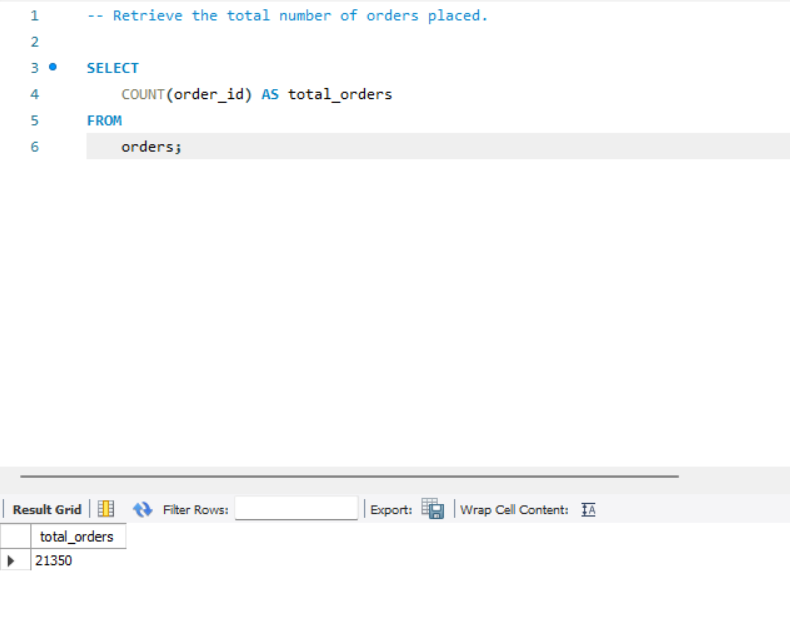 1 -- Retrieve the total number of orders placed.
2
3 SELECT
4 COUNT(order_id) AS total_orders
5 FROM
6 orders;
Result Grid Filter Rows: Export: Wrap Cell Content: IA
total_orders
21350